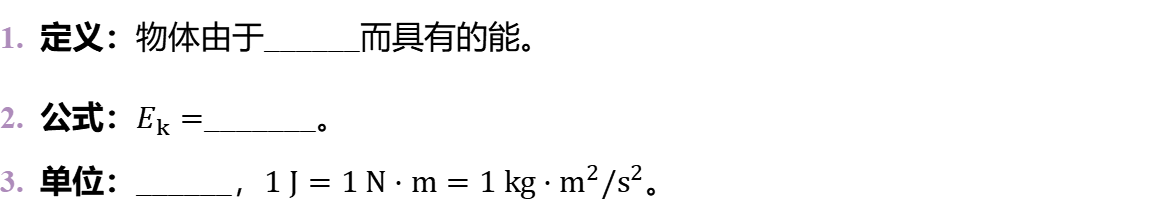 1. 定义：物体由于______而具有的能。
2. 公式：E_k =_______。
3. 单位：______，1 J = 1 N · m = 1 kg · m²/s²。